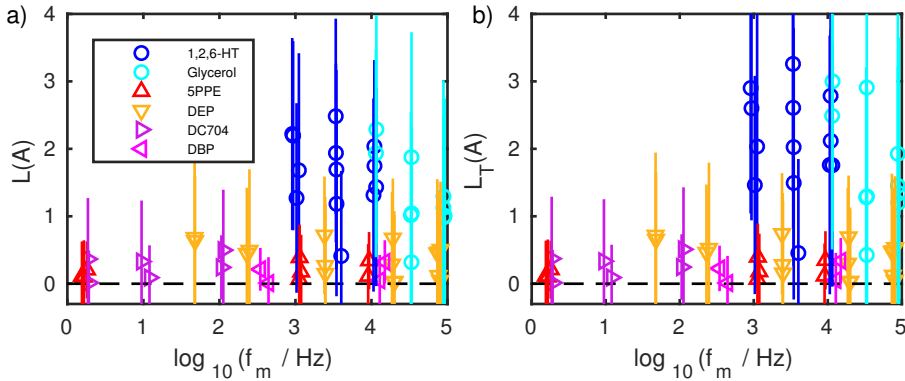 a)
4
3
2
1
0
L(A)
1,2,6-HT
Glycerol
5PPE
DEP
DC704
DBP
0 1 2 3 4 5
log 10 (f m / Hz)
b)
4
3
2
1
0
L T (A)
0 1 2 3 4 5
log 10 (f m / Hz)